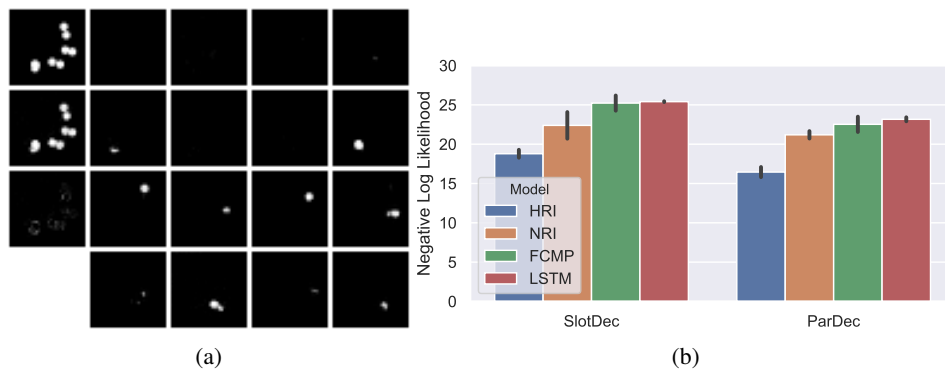 (a)
Negative Log Likelihood
30
25
20
15
10
5
0
Model
HRI
NRI
FCMP
LSTM
SlotDec
ParDec
(b)